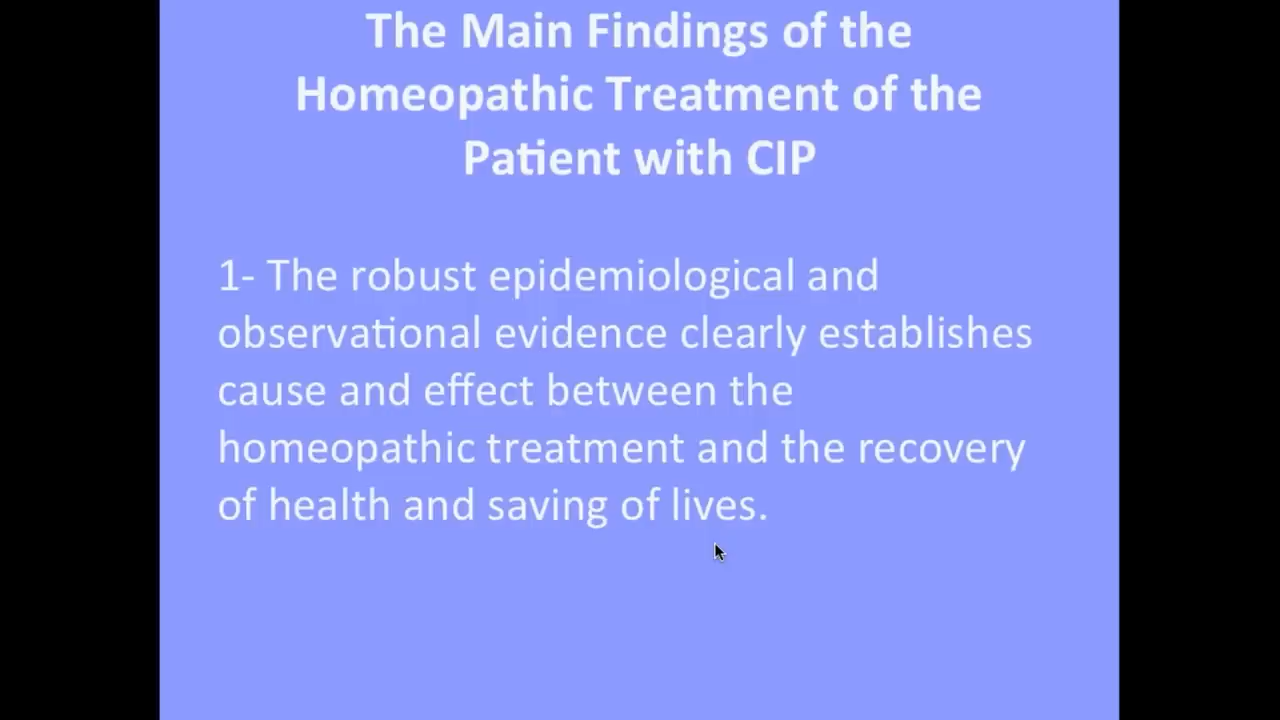 The Main Findings of the
Homeopathic Treatment of the
Patient with CIP
1- The robust epidemiological and
observational evidence clearly establishes
cause and effect between the
homeopathic treatment and the recovery
of health and saving of lives.